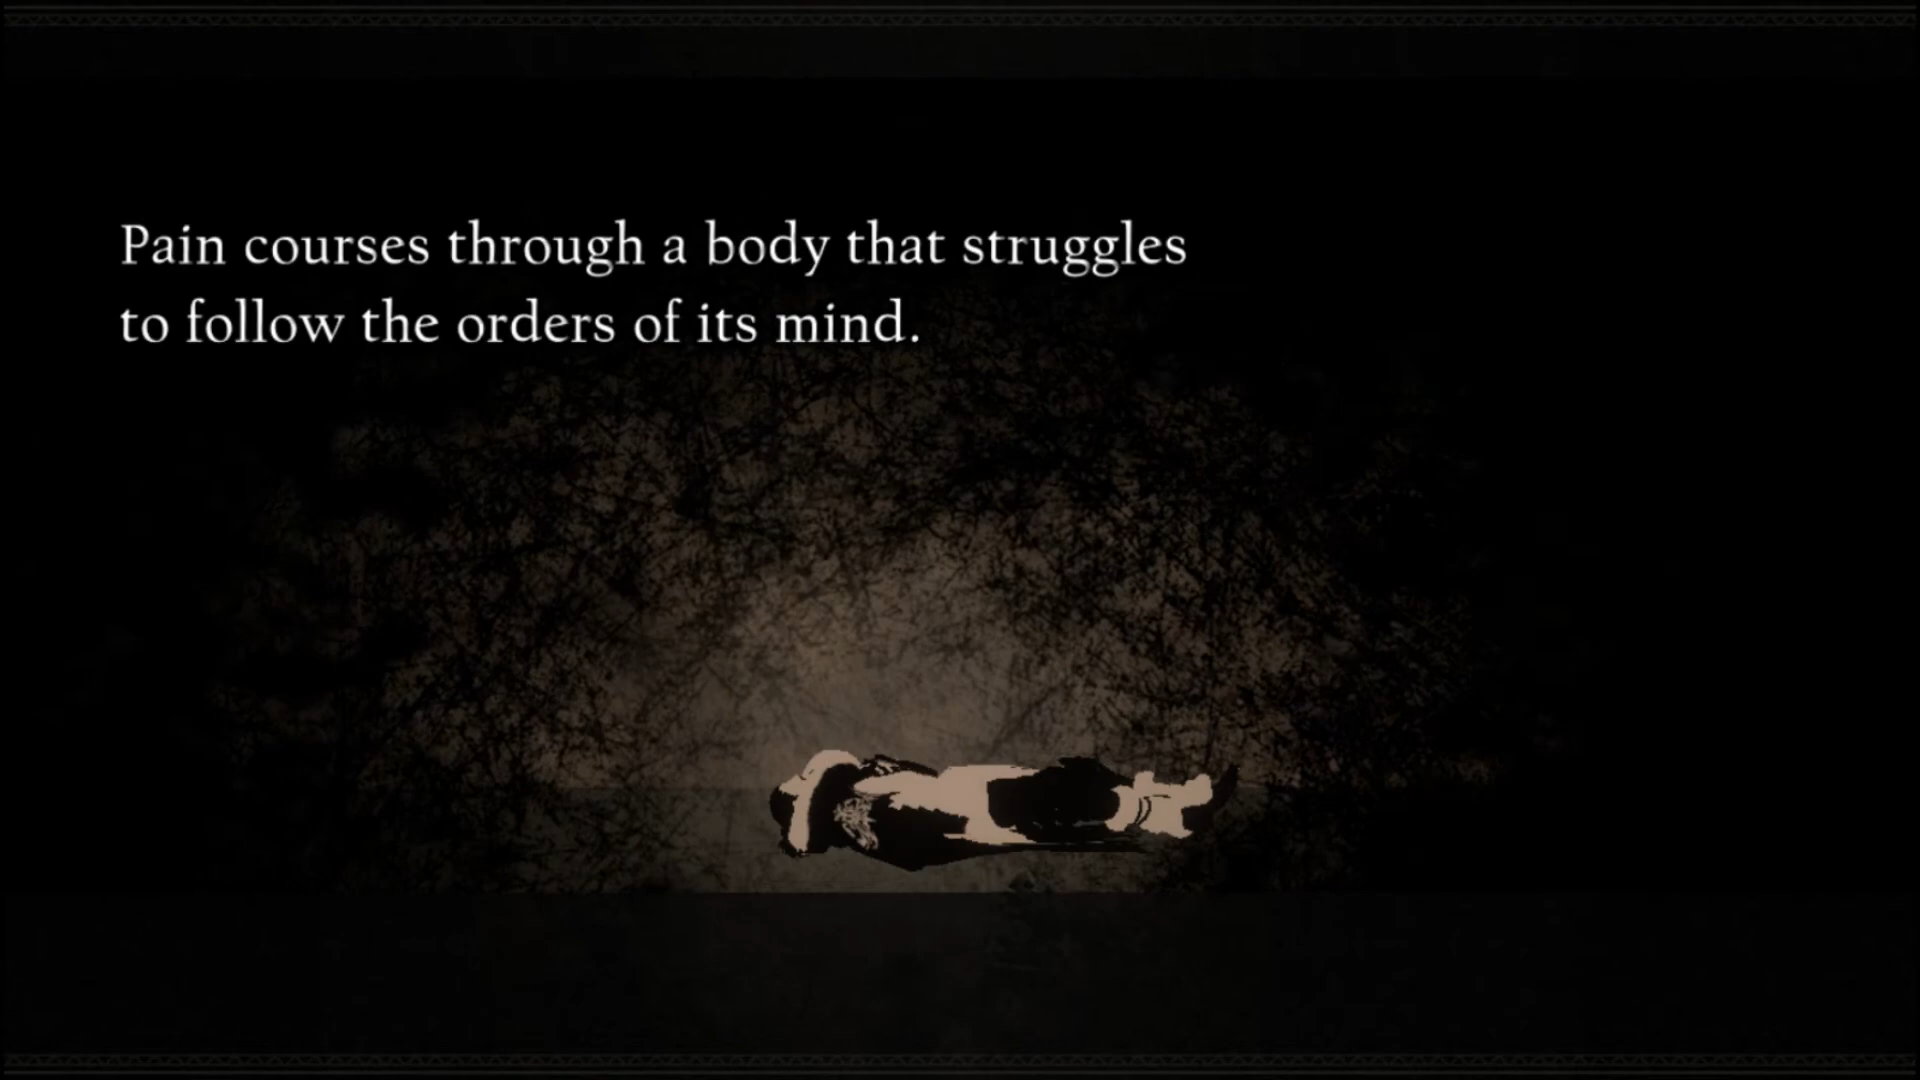 Pain courses through a body that struggles
to follow the orders of its mind.